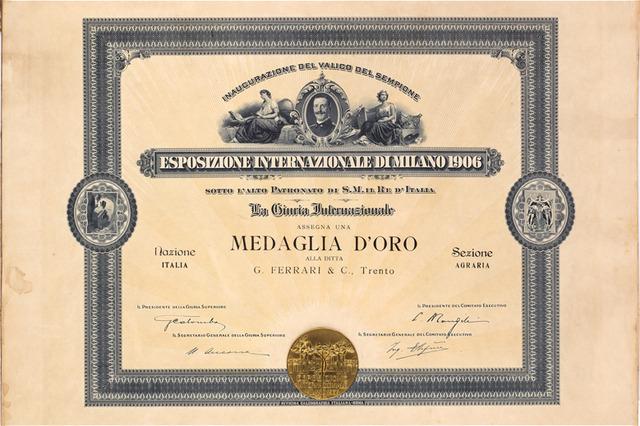 INAUGURAZIONE DEL VALICO DEL SEMPIONE
ESPOSIZIONE INTERNAZIONALE DI MILANO 1906
SOTTO L'ALTO PATRONATO DI S. M. IL RE D'ITALIA
La Giuria Internazionale
ASSEGNA UNA
MEDAGLIA D'ORO
ALLA DITTA
G. FERRARI & C., Trento
Nazione
ITALIA
Sezione
AGRARIA
IL PRESIDENTE DELLA GIURIA SUPERIORE
IL PRESIDENTE DEL COMITATO ESECUTIVO
IL SEGRETARIO GENERALE DELLA GIURIA SUPERIORE
IL SEGRETARIO GENERALE DEL COMITATO ESECUTIVO